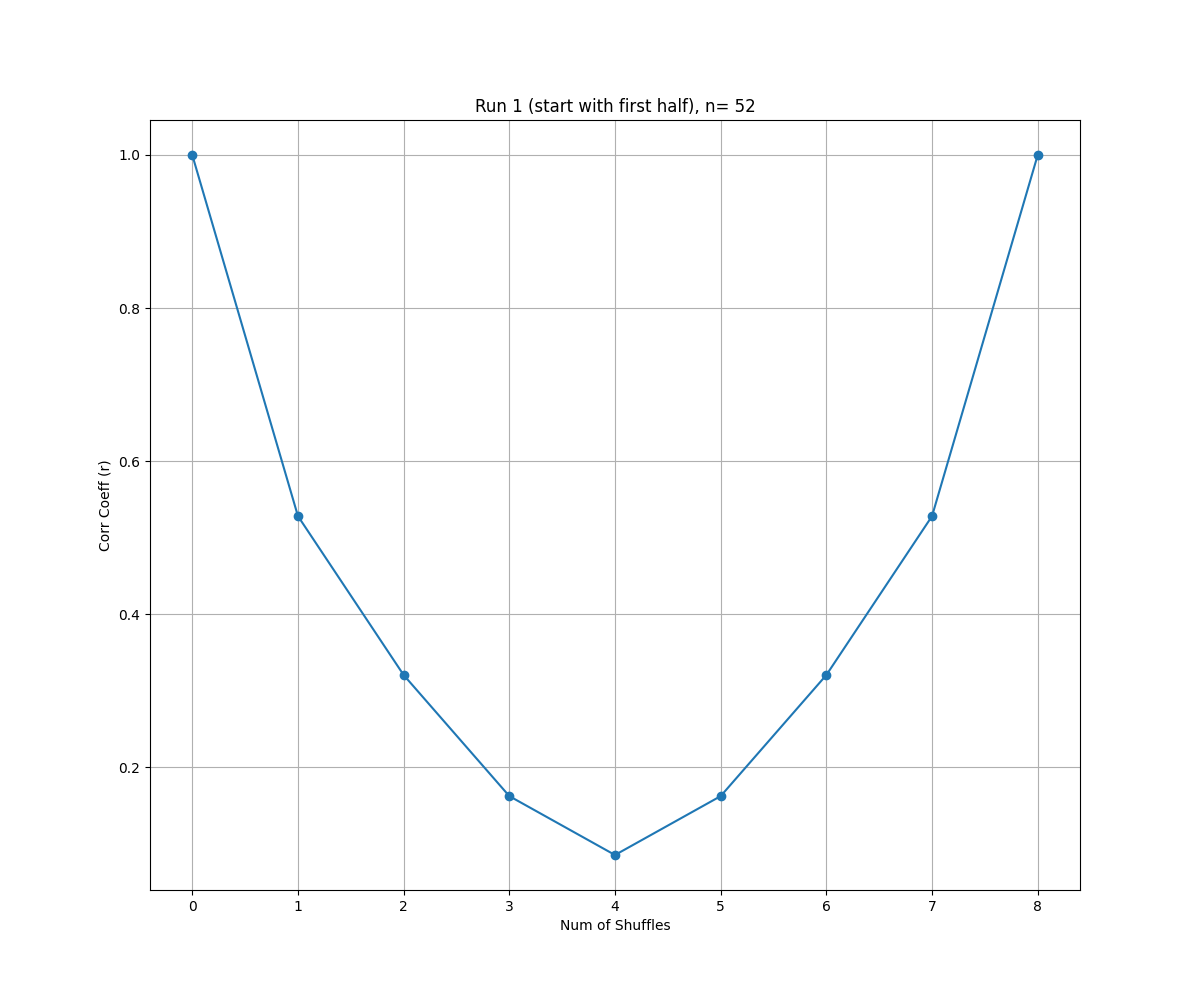 Run 1 (start with first half), n= 52
1.0
0.8
0.6
0.4
0.2
Corr Coeff (r)
0 1 2 3 4 5 6 7 8
Num of Shuffles